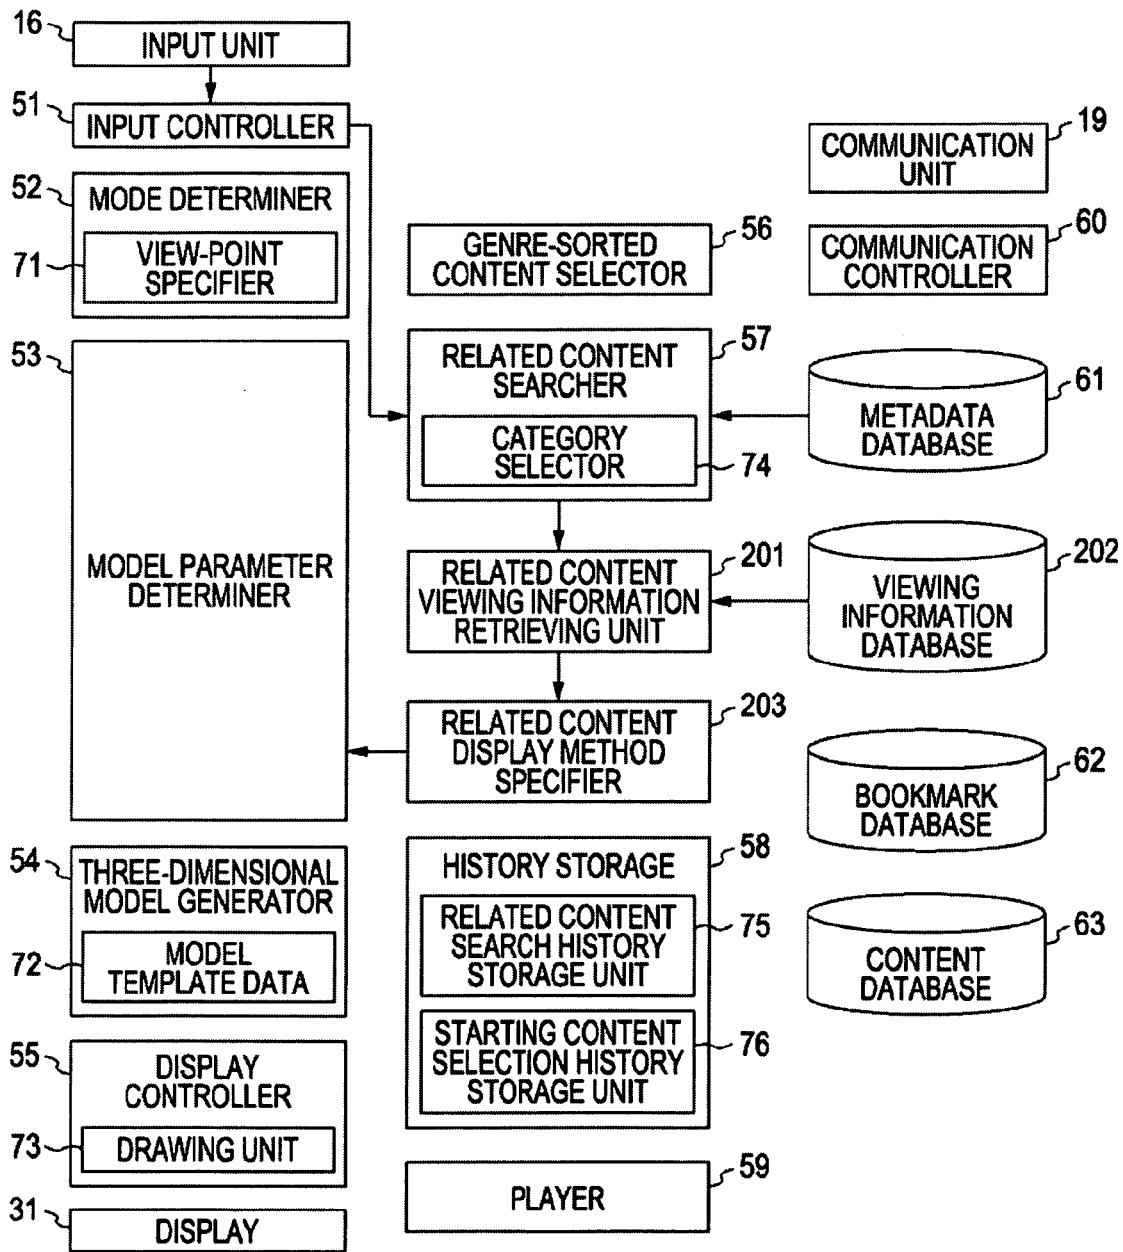 16
INPUT UNIT
51
INPUT CONTROLLER
52
MODE DETERMINER
71
VIEW-POINT
SPECIFIER
53
MODEL PARAMETER
DETERMINER
54
THREE-DIMENSIONAL
MODEL GENERATOR
72
MODEL
TEMPLATE DATA
55
DISPLAY
CONTROLLER
73
DRAWING UNIT
31
DISPLAY
GENRE-SORTED
CONTENT SELECTOR
56
RELATED CONTENT
SEARCHER
57
CATEGORY
SELECTOR
74
RELATED CONTENT
VIEWING INFORMATION
RETRIEVING UNIT
201
RELATED CONTENT
DISPLAY METHOD
SPECIFIER
203
HISTORY STORAGE
58
RELATED CONTENT
SEARCH HISTORY
STORAGE UNIT
75
STARTING CONTENT
SELECTION HISTORY
STORAGE UNIT
76
PLAYER
59
COMMUNICATION
UNIT
19
COMMUNICATION
CONTROLLER
60
METADATA
DATABASE
61
VIEWING
INFORMATION
DATABASE
202
BOOKMARK
DATABASE
62
CONTENT
DATABASE
63